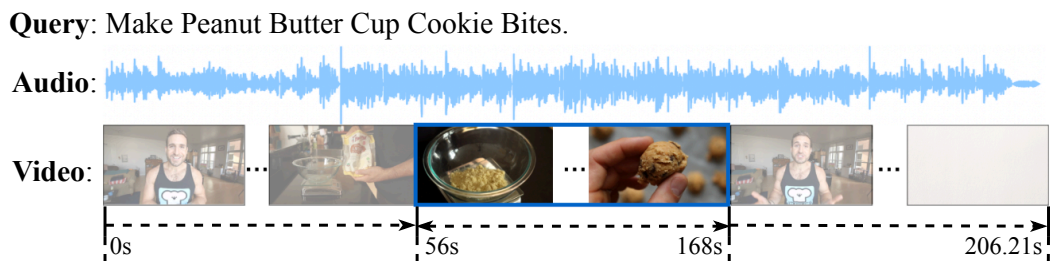 Query: Make Peanut Butter Cup Cookie Bites.
Audio:
Video:
... ... ...
0s 56s 168s 206.21s